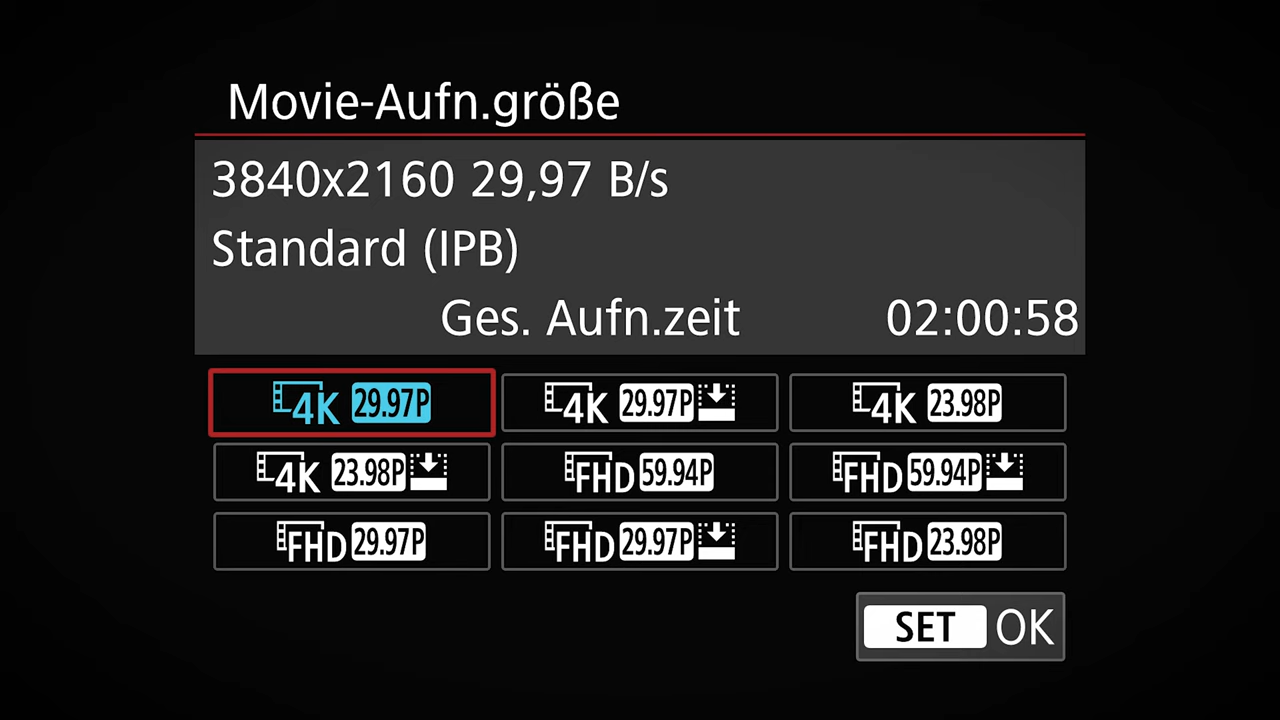 Movie-Aufn.größe
3840x2160 29,97 B/s
Standard (IPB)
Ges. Aufn.zeit 02:00:58
4K 29.97P 4K 29.97P 4K 23.98P
4K 23.98P FHD 59.94P FHD 59.94P
FHD 29.97P FHD 29.97P FHD 23.98P
SET OK